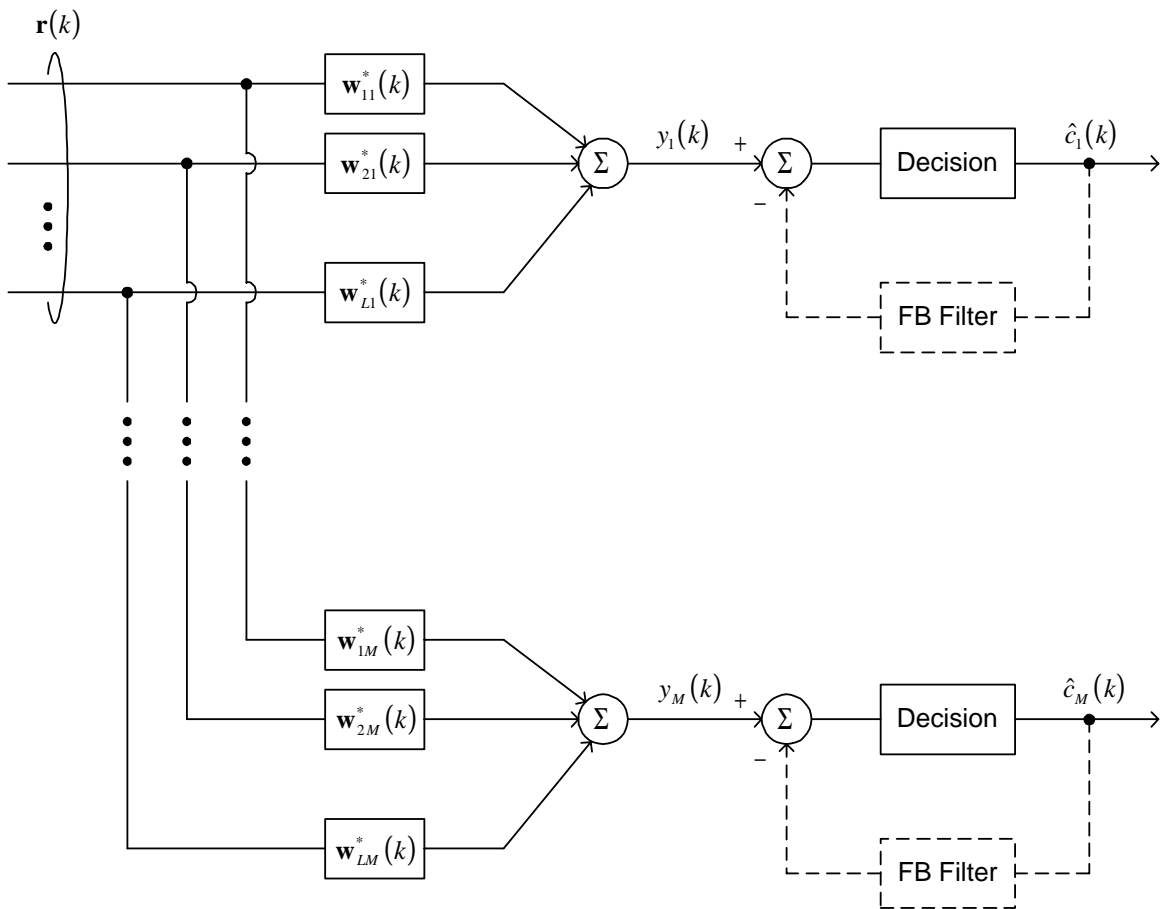 r(k)
w*11(k)
w*21(k)
w*L1(k)
Σ
y1(k)
+
−
Σ
Decision
ĉ1(k)
FB Filter
w*1M(k)
w*2M(k)
w*LM(k)
Σ
yM(k)
+
−
Σ
Decision
ĉM(k)
FB Filter